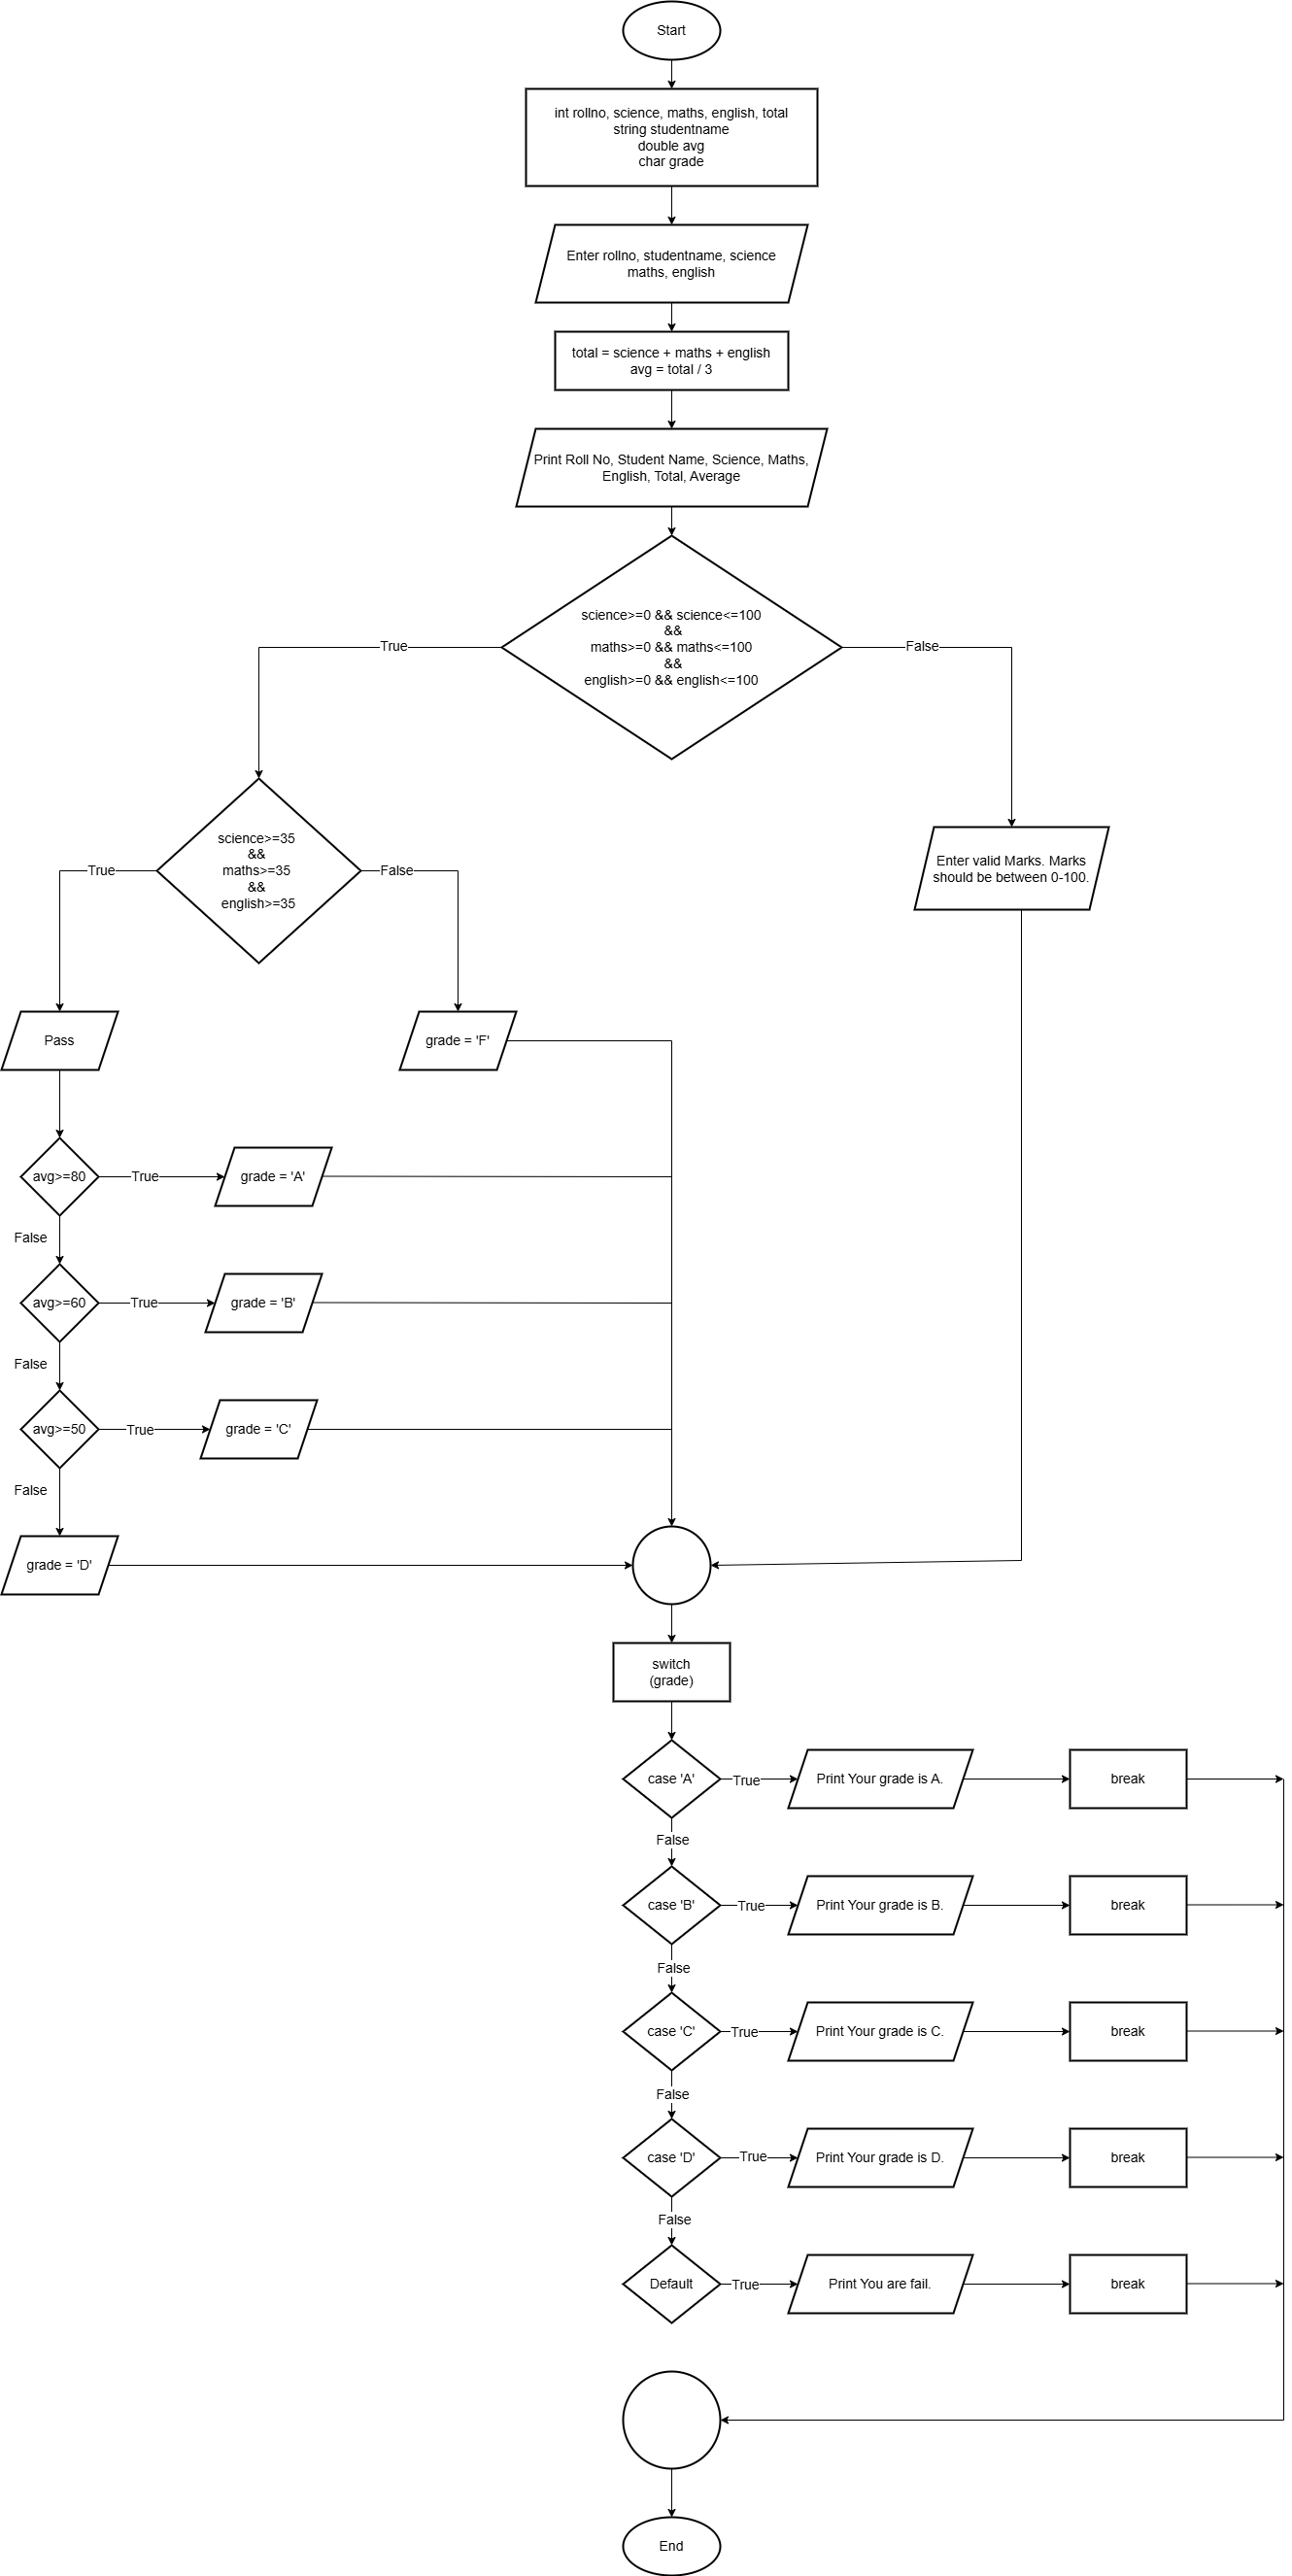 Start
int rollno, science, maths, english, total
string studentname
double avg
char grade
Enter rollno, studentname, science
maths, english
total = science + maths + english
avg = total / 3
Print Roll No, Student Name, Science, Maths,
English, Total, Average
science>=0 && science<=100
&&
maths>=0 && maths<=100
&&
english>=0 && english<=100
True
False
science>=35
&&
maths>=35
&&
english>=35
True
False
Enter valid Marks. Marks
should be between 0-100.
Pass
grade = 'F'
avg>=80
True
grade = 'A'
False
avg>=60
True
grade = 'B'
False
avg>=50
True
grade = 'C'
False
grade = 'D'
switch
(grade)
case 'A'
True
Print Your grade is A.
break
False
case 'B'
True
Print Your grade is B.
break
False
case 'C'
True
Print Your grade is C.
break
False
case 'D'
True
Print Your grade is D.
break
False
Default
True
Print You are fail.
break
End